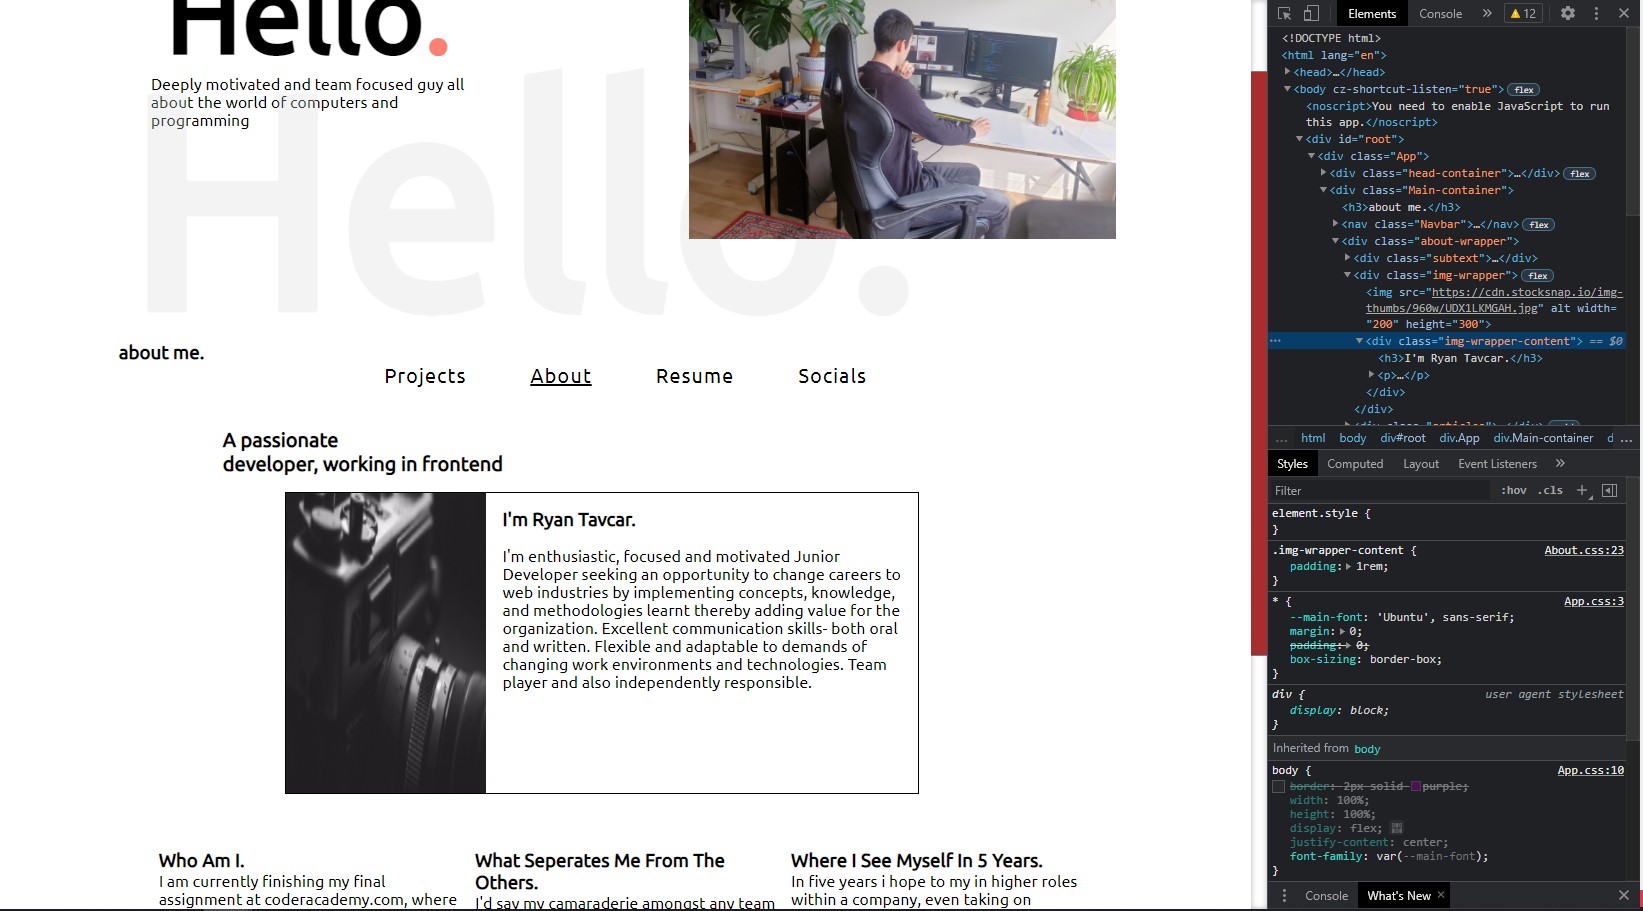 Hello.
Deeply motivated and team focused guy all
about the world of computers and
programming
Hello.
about me.
Projects About Resume Socials
A passionate
developer, working in frontend
I'm Ryan Tavcar.
I'm enthusiastic, focused and motivated Junior
Developer seeking an opportunity to change careers to
web industries by implementing concepts, knowledge,
and methodologies learnt thereby adding value for the
organization. Excellent communication skills- both oral
and written. Flexible and adaptable to demands of
changing work environments and technologies. Team
player and also independently responsible.
Who Am I.
I am currently finishing my final
assignment at coderacademy.com, where
What Seperates Me From The
Others.
I'd say my camaraderie amongst any team
Where I See Myself In 5 Years.
In five years i hope to my in higher roles
within a company, even taking on
Elements Console » 12
<!DOCTYPE html>
<html lang="en">
<head>…</head>
<body cz-shortcut-listen="true"> flex
<noscript>You need to enable JavaScript to run
this app.</noscript>
<div id="root">
<div class="App">
<div class="head-container">…</div> flex
<div class="Main-container">
<h3>about me.</h3>
<nav class="Navbar">…</nav> flex
<div class="about-wrapper">
<div class="subtext">…</div>
<div class="img-wrapper"> flex
<img src="https://cdn.stocksnap.io/img-
thumbs/960w/UDX1LKMGAH.jpg" alt width=
"200" height="300">
<div class="img-wrapper-content"> == $0
<h3>I'm Ryan Tavcar.</h3>
<p>…</p>
</div>
</div>
… html body div#root div.App div.Main-container d …
Styles Computed Layout Event Listeners »
Filter :hov .cls +
element.style {
}
.img-wrapper-content { About.css:23
padding: 1rem;
}
* { App.css:3
--main-font: 'Ubuntu', sans-serif;
margin: 0;
padding: 0;
box-sizing: border-box;
}
div { user agent stylesheet
display: block;
}
Inherited from body
body { App.css:10
border: 2px solid purple;
width: 100%;
height: 100%;
display: flex;
justify-content: center;
font-family: var(--main-font);
}
Console What's New ×